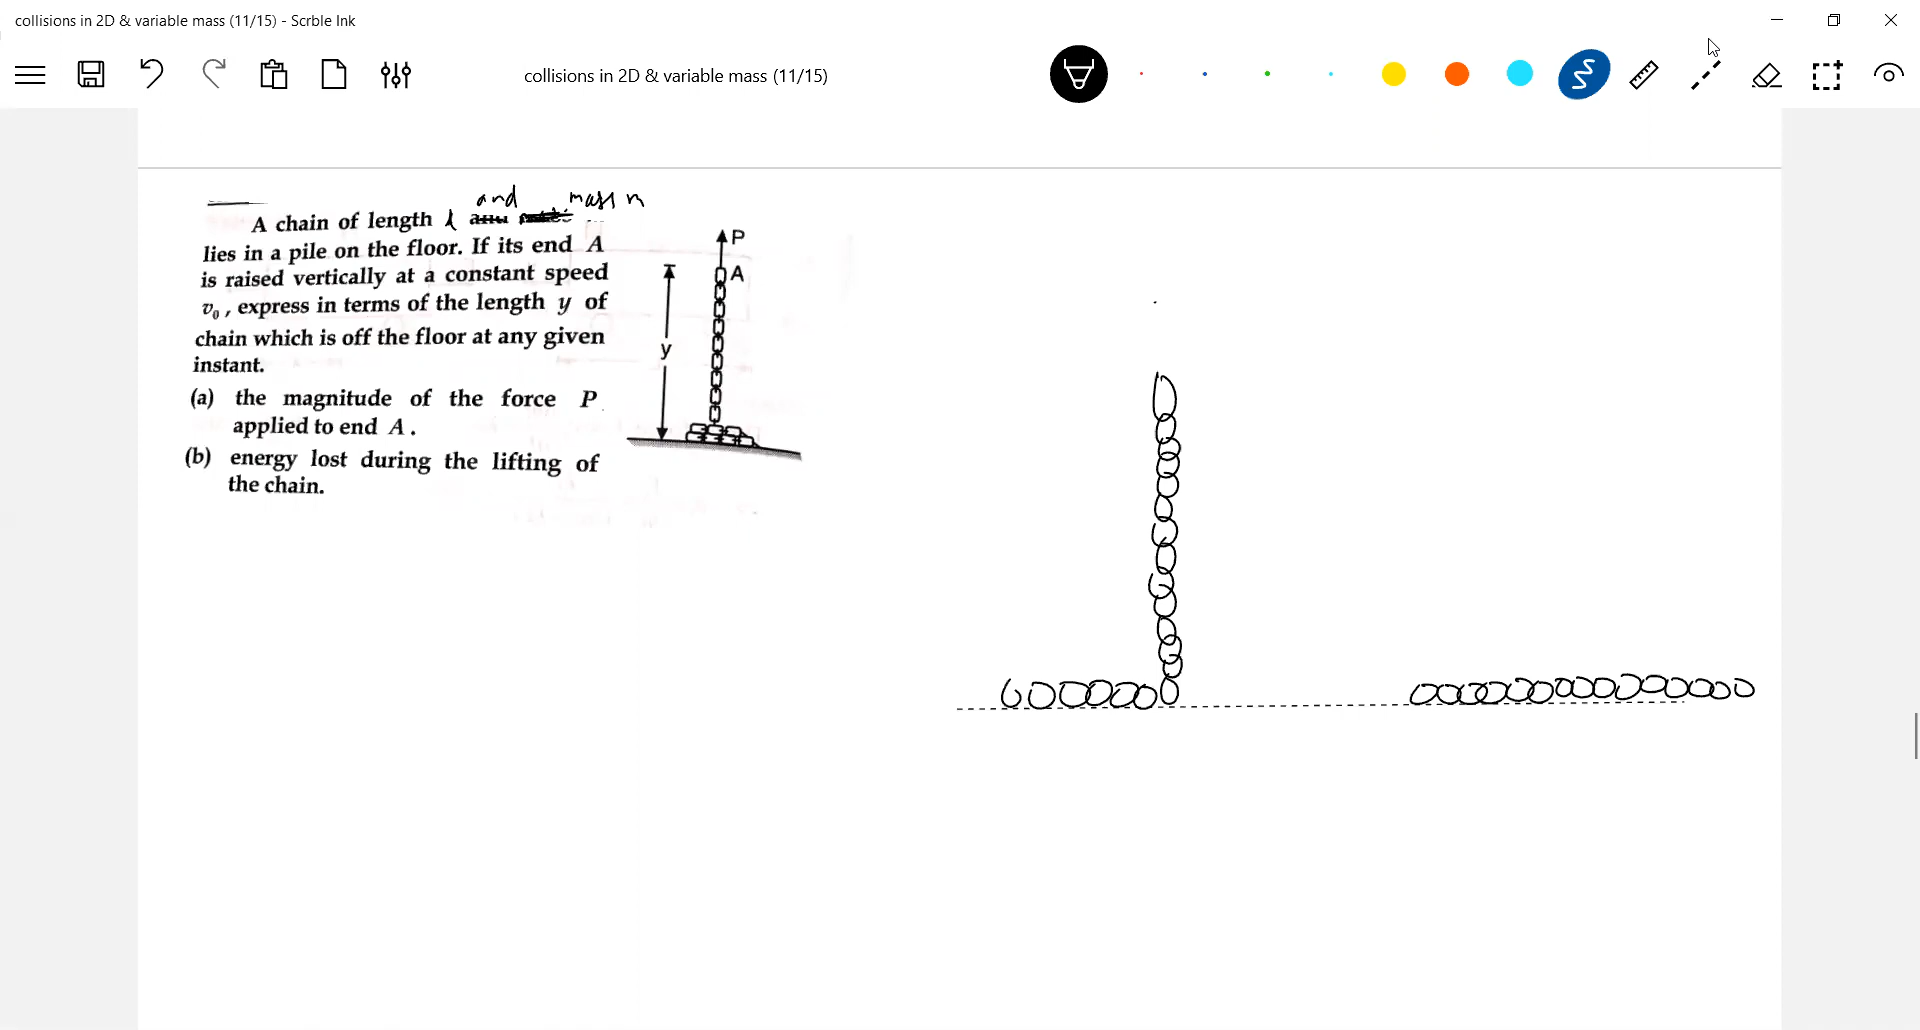 collisions in 2D & variable mass (11/15) - Scrble Ink
collisions in 2D & variable mass (11/15)
and mass m
A chain of length l
lies in a pile on the floor. If its end A
is raised vertically at a constant speed
v₀, express in terms of the length y of
chain which is off the floor at any given
instant.
(a) the magnitude of the force P
applied to end A.
(b) energy lost during the lifting of
the chain.
P
A
y